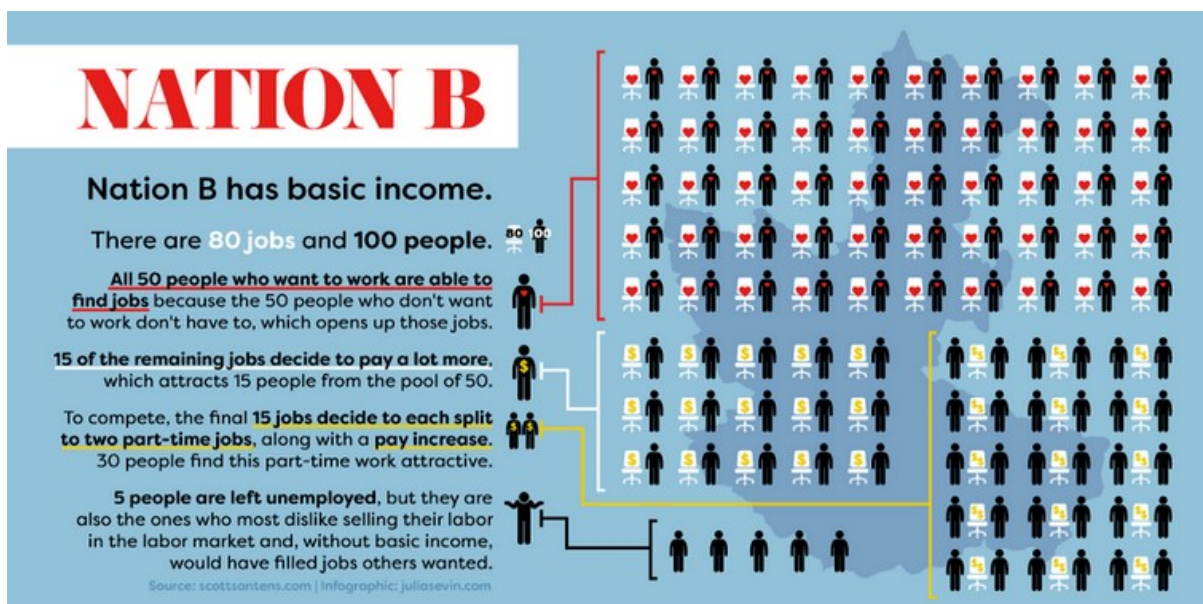 NATION B
Nation B has basic income.
There are 80 jobs and 100 people.
80 100
All 50 people who want to work are able to
find jobs because the 50 people who don't want
to work don't have to, which opens up those jobs.
15 of the remaining jobs decide to pay a lot more,
which attracts 15 people from the pool of 50.
To compete, the final 15 jobs decide to each split
to two part-time jobs, along with a pay increase.
30 people find this part-time work attractive.
5 people are left unemployed, but they are
also the ones who most dislike selling their labor
in the labor market and, without basic income,
would have filled jobs others wanted.
Source: scottsantens.com | Infographic: juliasevin.com